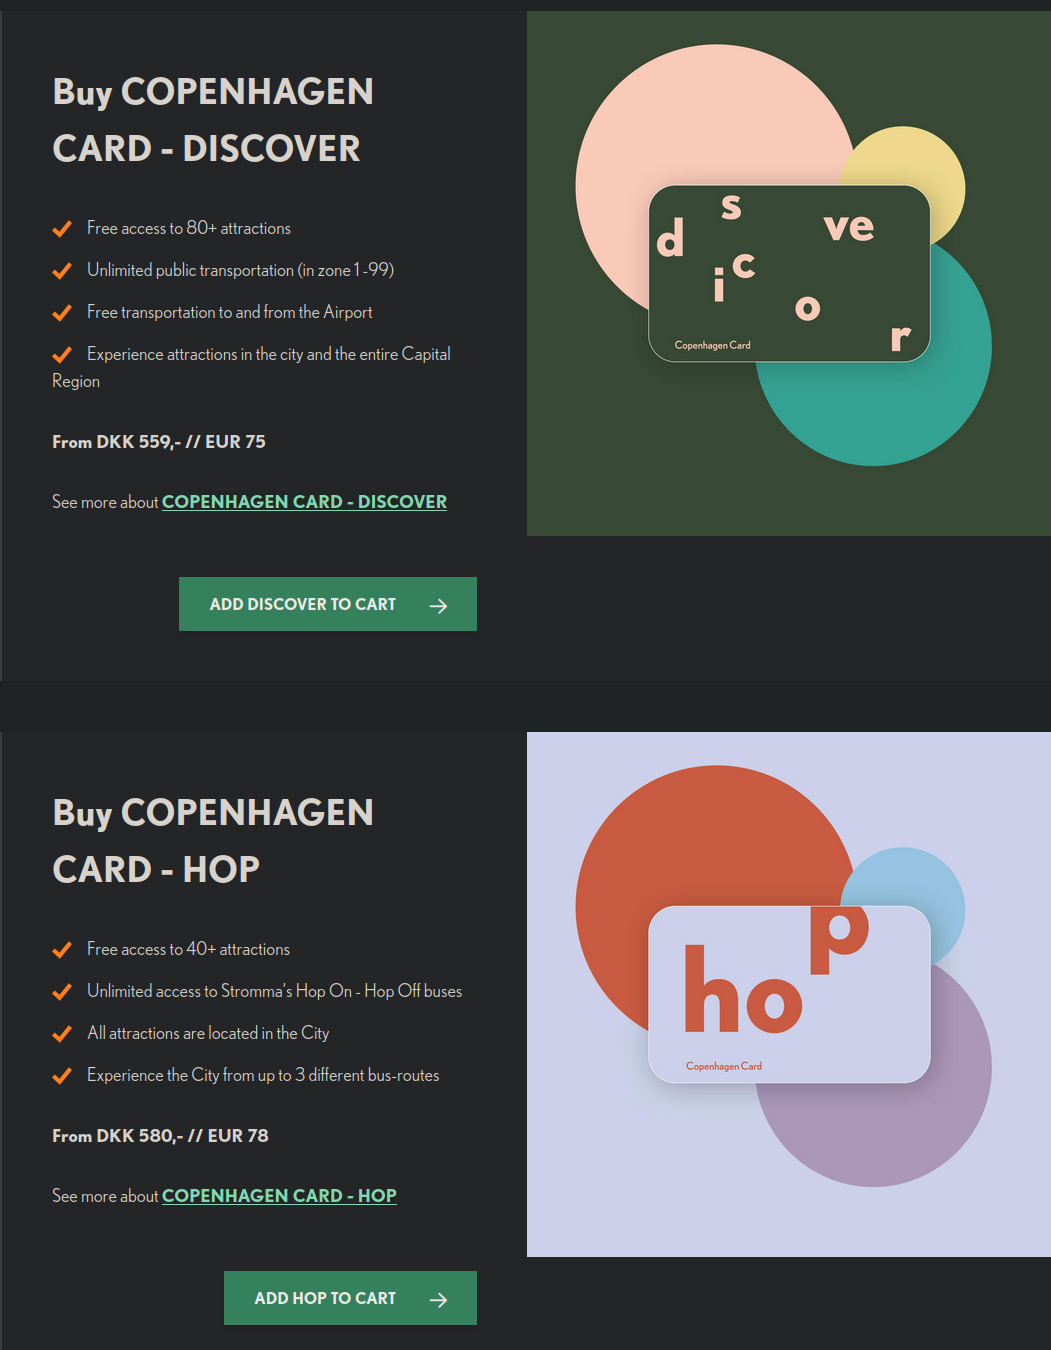 Buy COPENHAGEN
CARD - DISCOVER
Free access to 80+ attractions
Unlimited public transportation (in zone 1 -99)
Free transportation to and from the Airport
Experience attractions in the city and the entire Capital
Region
From DKK 559,- // EUR 75
See more about COPENHAGEN CARD - DISCOVER
ADD DISCOVER TO CART
d i s c o ve r
Copenhagen Card
Buy COPENHAGEN
CARD - HOP
Free access to 40+ attractions
Unlimited access to Stromma's Hop On - Hop Off buses
All attractions are located in the City
Experience the City from up to 3 different bus-routes
From DKK 580,- // EUR 78
See more about COPENHAGEN CARD - HOP
ADD HOP TO CART
hop
Copenhagen Card